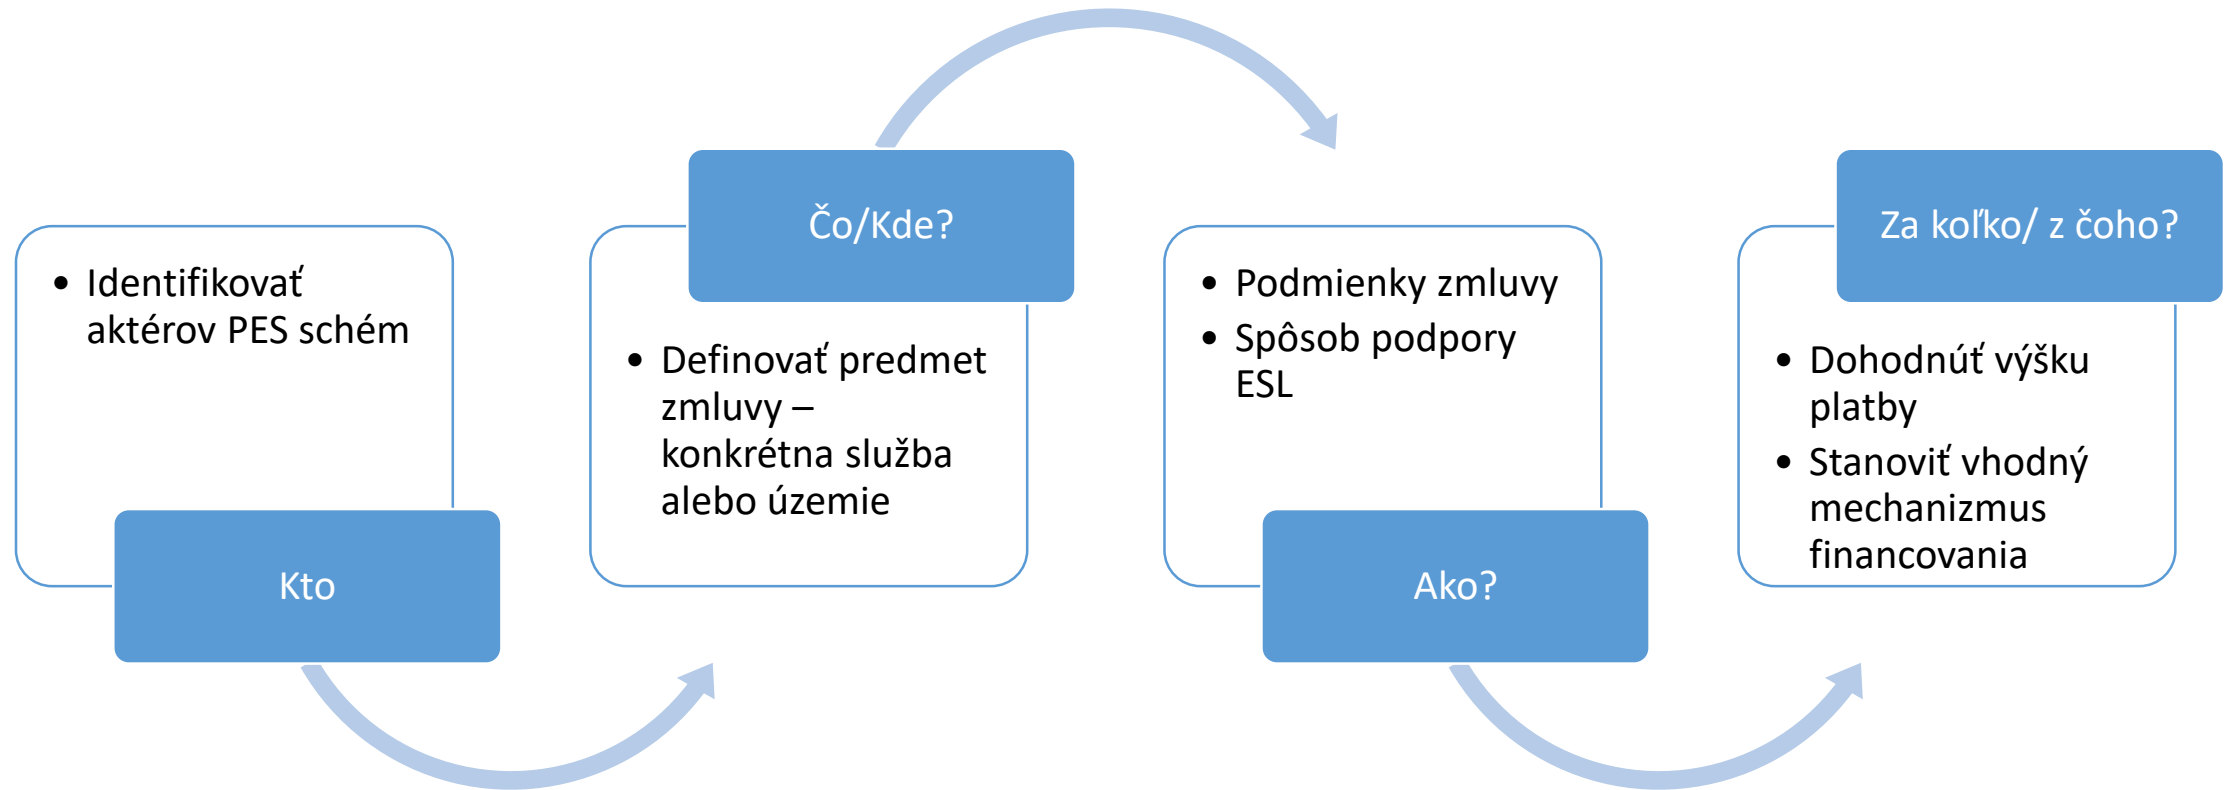 • Identifikovať
aktérov PES schém
Kto
Čo/Kde?
• Definovať predmet
zmluvy –
konkrétna služba
alebo územie
• Podmienky zmluvy
• Spôsob podpory
ESL
Ako?
Za koľko/ z čoho?
• Dohodnúť výšku
platby
• Stanoviť vhodný
mechanizmus
financovania